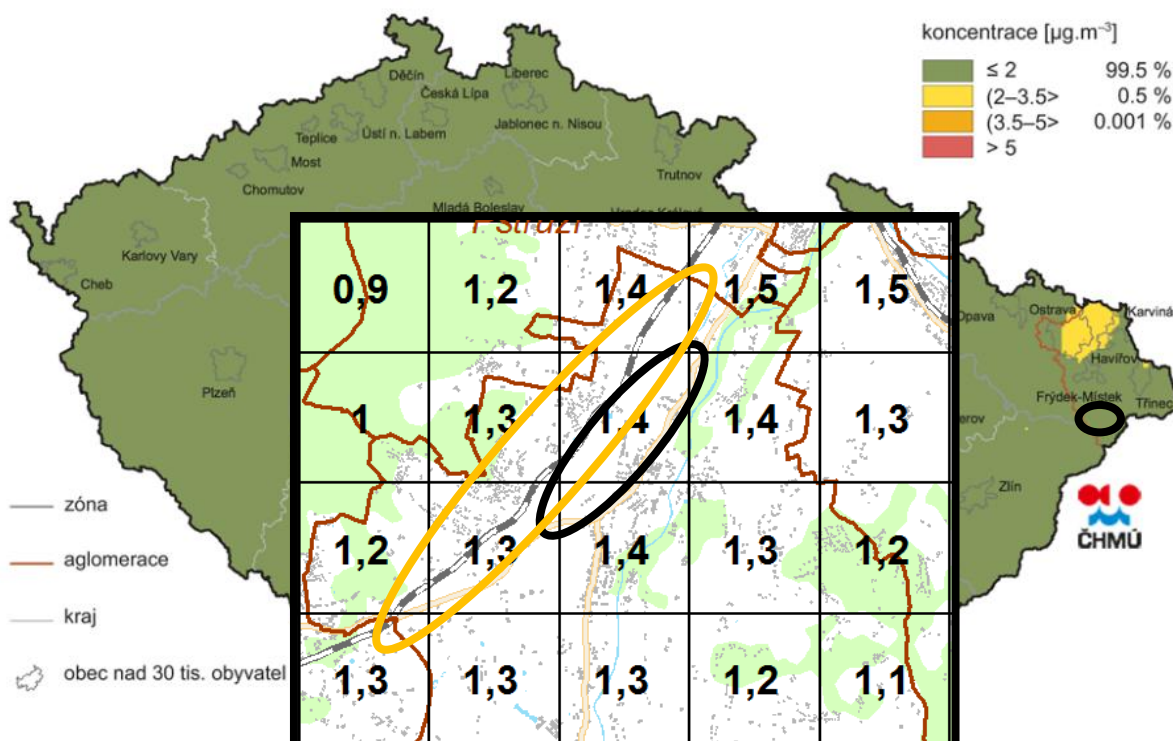 koncentrace [µg.m⁻³]
≤ 2 99.5 %
(2–3.5> 0.5 %
(3.5–5> 0.001 %
> 5
Děčín
Liberec
Česká Lípa
Jablonec n. Nisou
Teplice
Ústí n. Labem
Most
Chomutov
Trutnov
Mladá Boleslav
Karlovy Vary
Cheb
Plzeň
Opava
Ostrava
Karviná
Havířov
Frýdek-Místek
Třinec
erov
Zlín
ČHMÚ
zóna
aglomerace
kraj
obec nad 30 tis. obyvatel
0,9 1,2 1,4 1,5 1,5
1 1,3 1,4 1,4 1,3
1,2 1,3 1,4 1,3 1,2
1,3 1,3 1,3 1,2 1,1